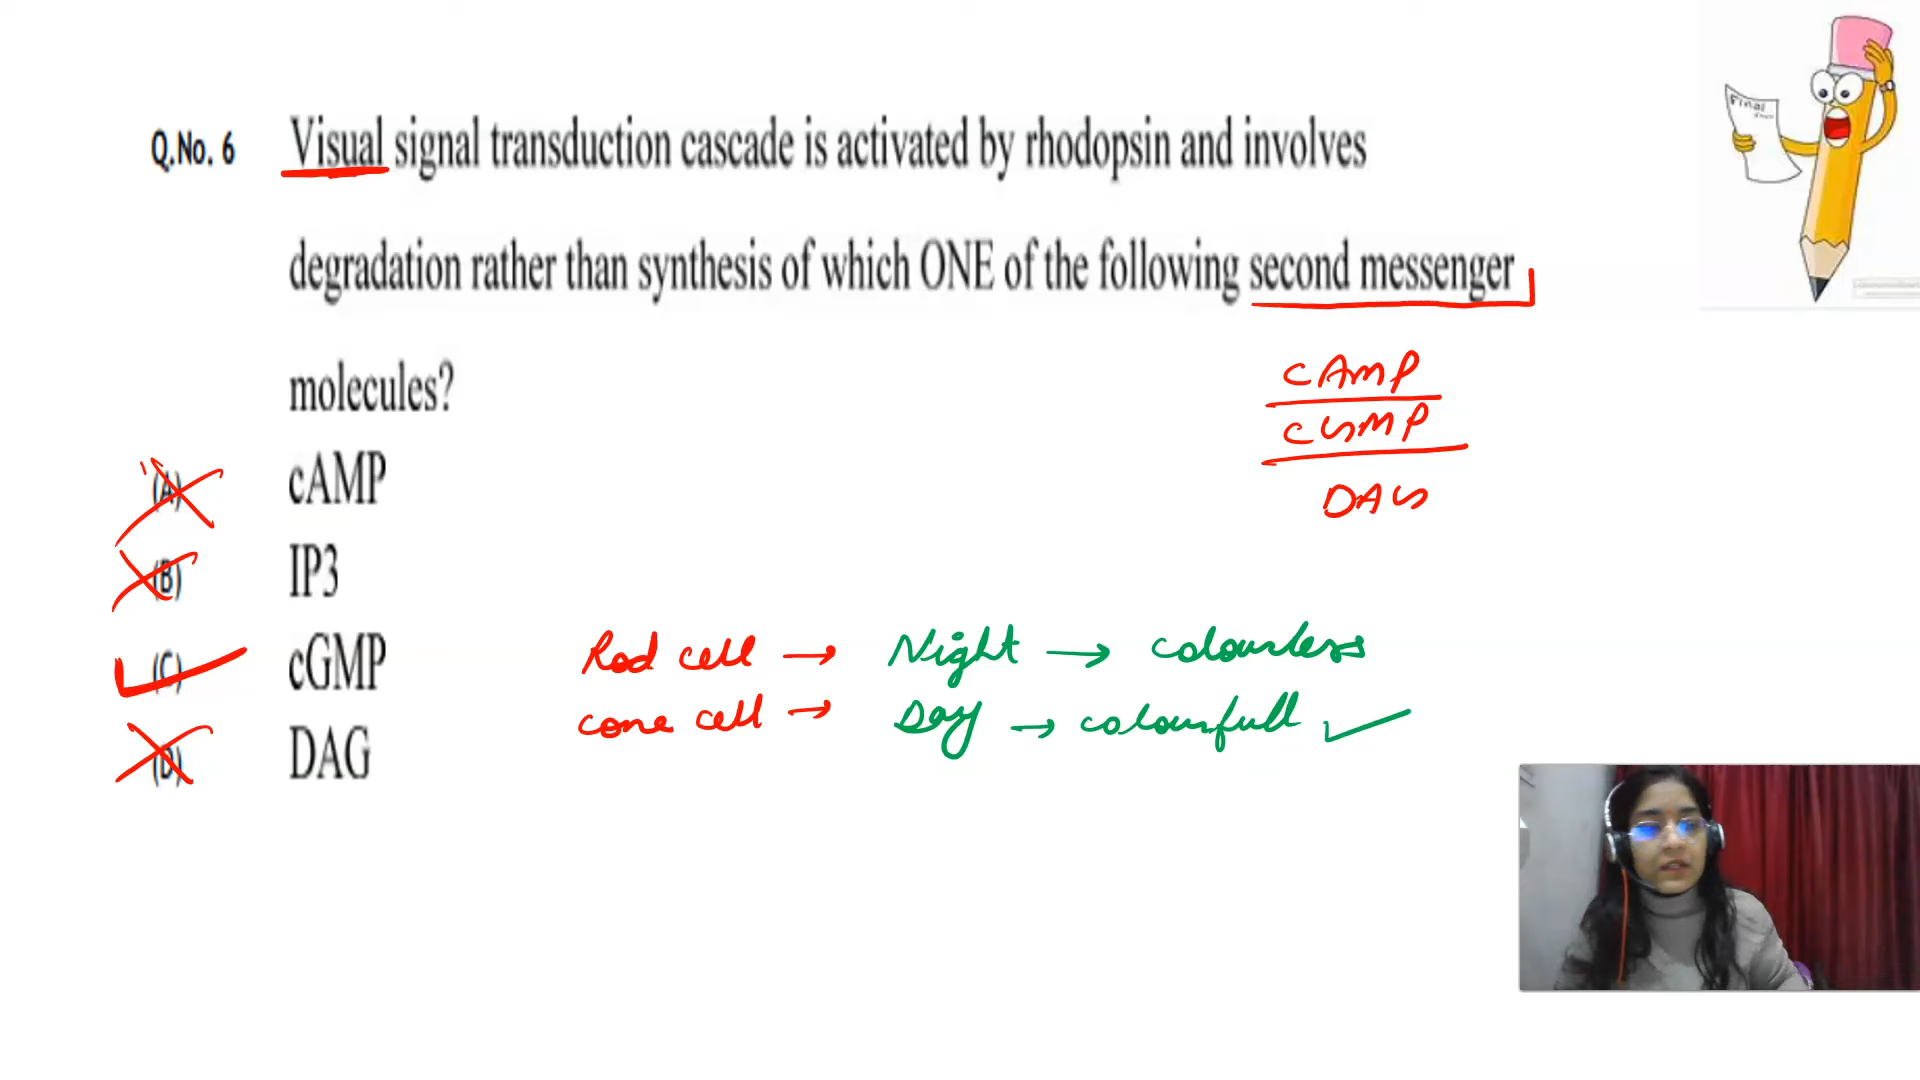 Q.No. 6 Visual signal transduction cascade is activated by rhodopsin and involves
degradation rather than synthesis of which ONE of the following second messenger
molecules?
(A) cAMP
(B) IP3
(C) cGMP
(D) DAG
cAMP
cGMP
DAG
Rod cell → Night → colourless
cone cell → Day → colourfull ✓
Final